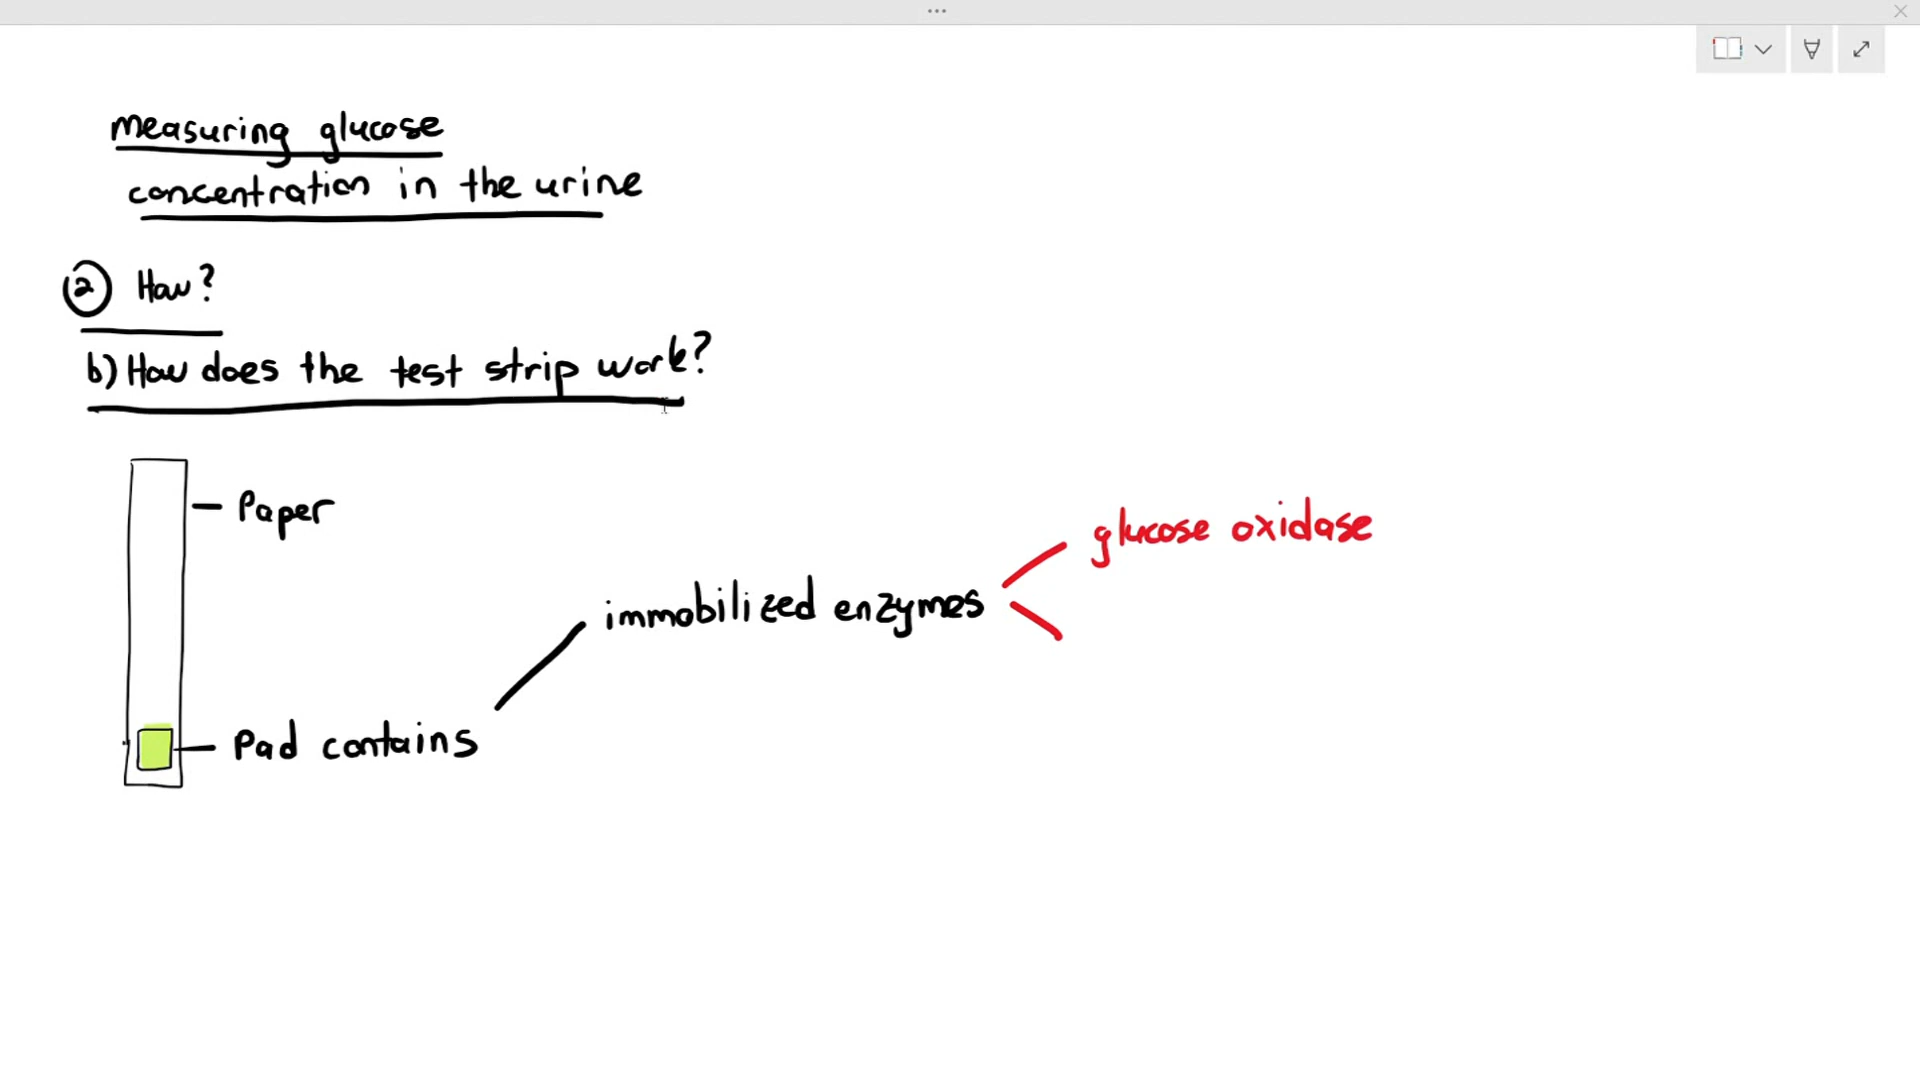 measuring glucose
concentration in the urine
2 How?
b) How does the test strip work?
Paper
glucose oxidase
immobilized enzymes
Pad contains